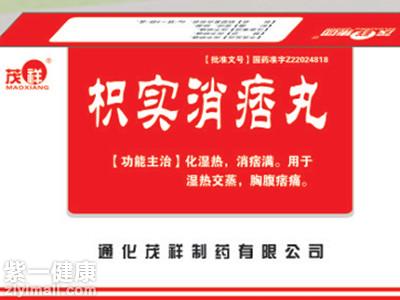 茂祥
MAOXIANG
【批准文号】国药准字Z22024818
枳实消痞丸
【功能主治】化湿热，消痞满。用于
湿热交蒸，胸腹痞痛。
通化茂祥制药有限公司
紫一健康
ziyimall.com